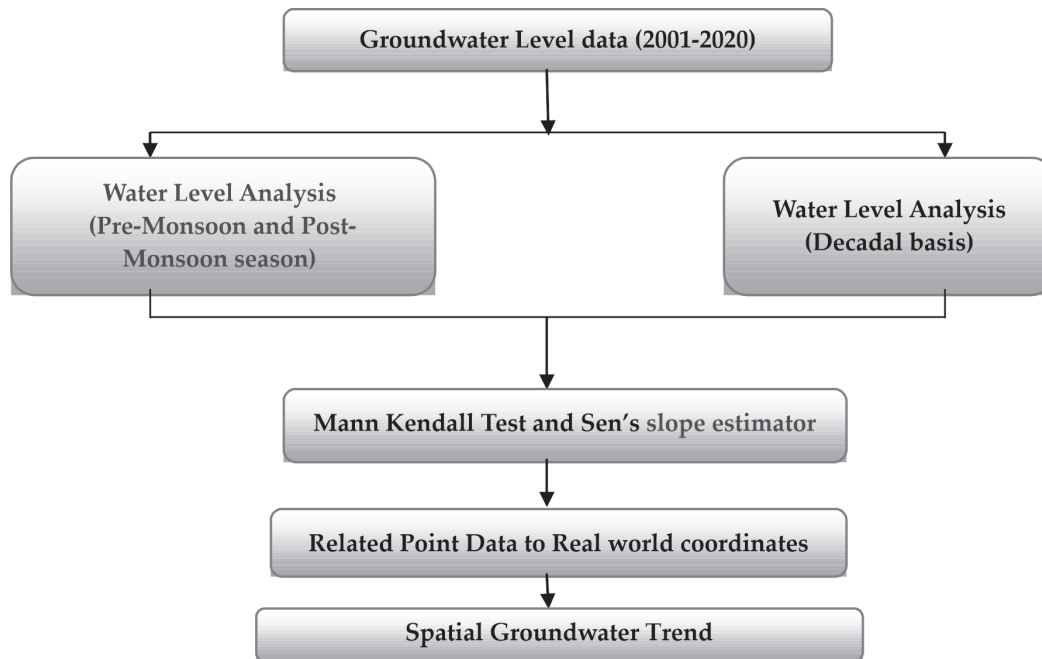 Groundwater Level data (2001-2020)
Water Level Analysis
(Pre-Monsoon and Post-
Monsoon season)
Water Level Analysis
(Decadal basis)
Mann Kendall Test and Sen's slope estimator
Related Point Data to Real world coordinates
Spatial Groundwater Trend